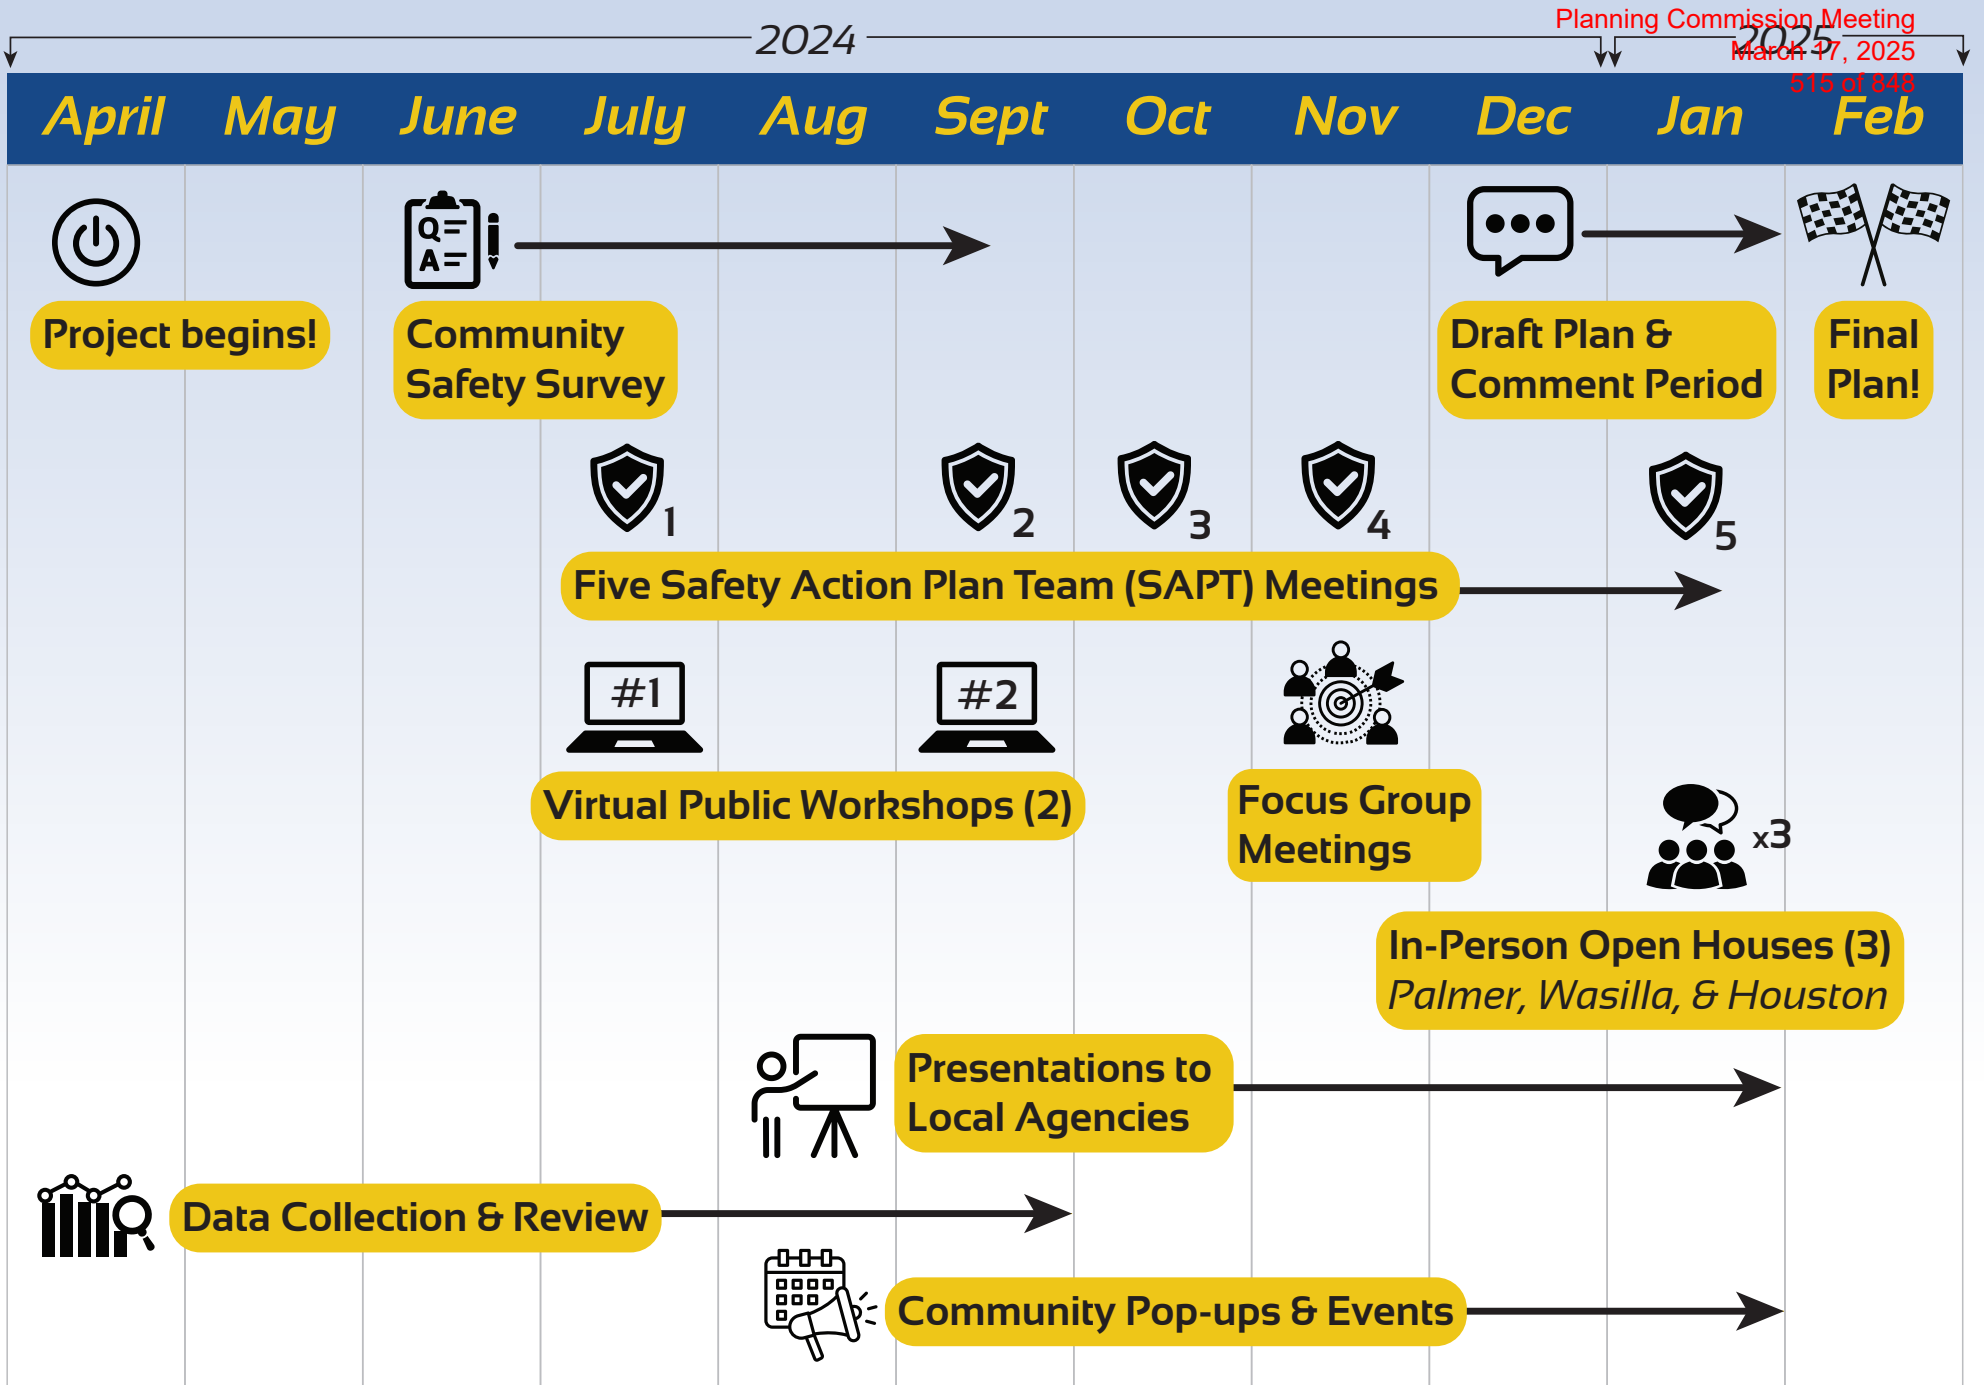 Planning Commission Meeting
March 17, 2025
515 of 848
2024
2025
April May June July Aug Sept Oct Nov Dec Jan Feb
Q=
A=
Project begins!
Community
Safety Survey
Draft Plan &
Comment Period
Final
Plan!
1
2
3
4
5
Five Safety Action Plan Team (SAPT) Meetings
#1
#2
Virtual Public Workshops (2)
Focus Group
Meetings
x3
In-Person Open Houses (3)
Palmer, Wasilla, & Houston
Presentations to
Local Agencies
Data Collection & Review
Community Pop-ups & Events